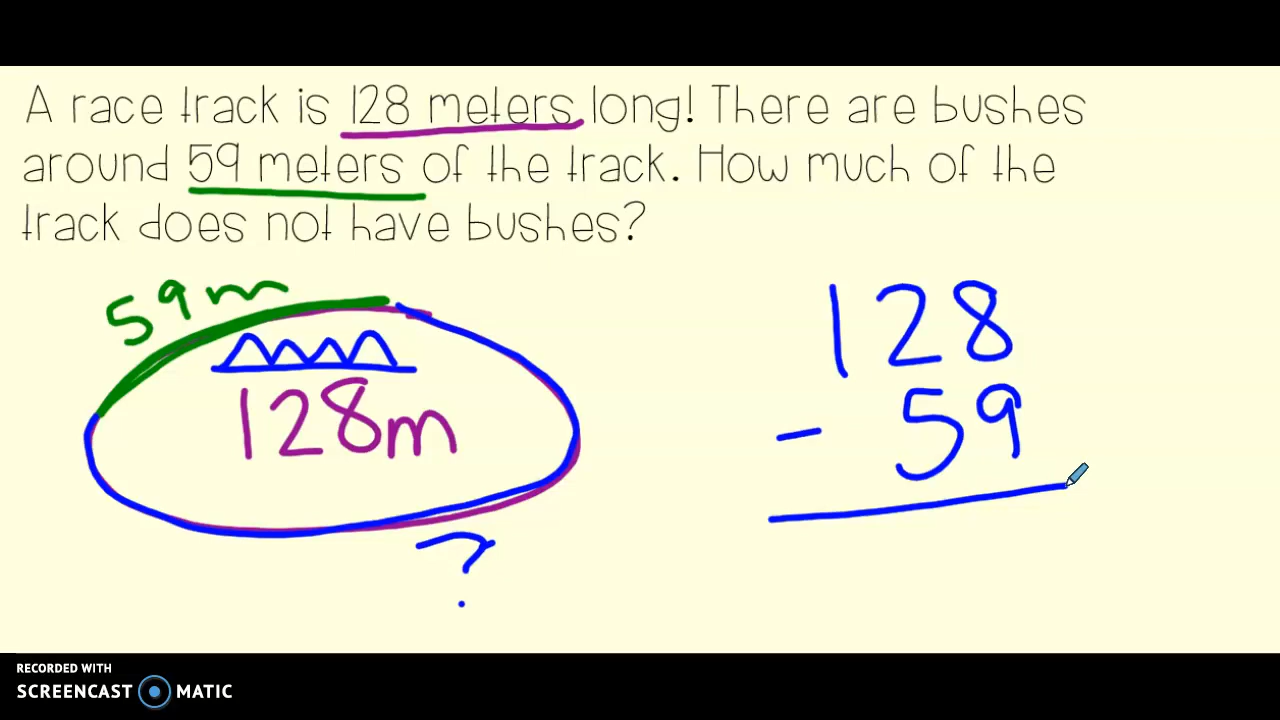 A race track is 128 meters long! There are bushes
around 59 meters of the track. How much of the
track does not have bushes?
59m
128m
?
128
- 59
RECORDED WITH
SCREENCAST MATIC